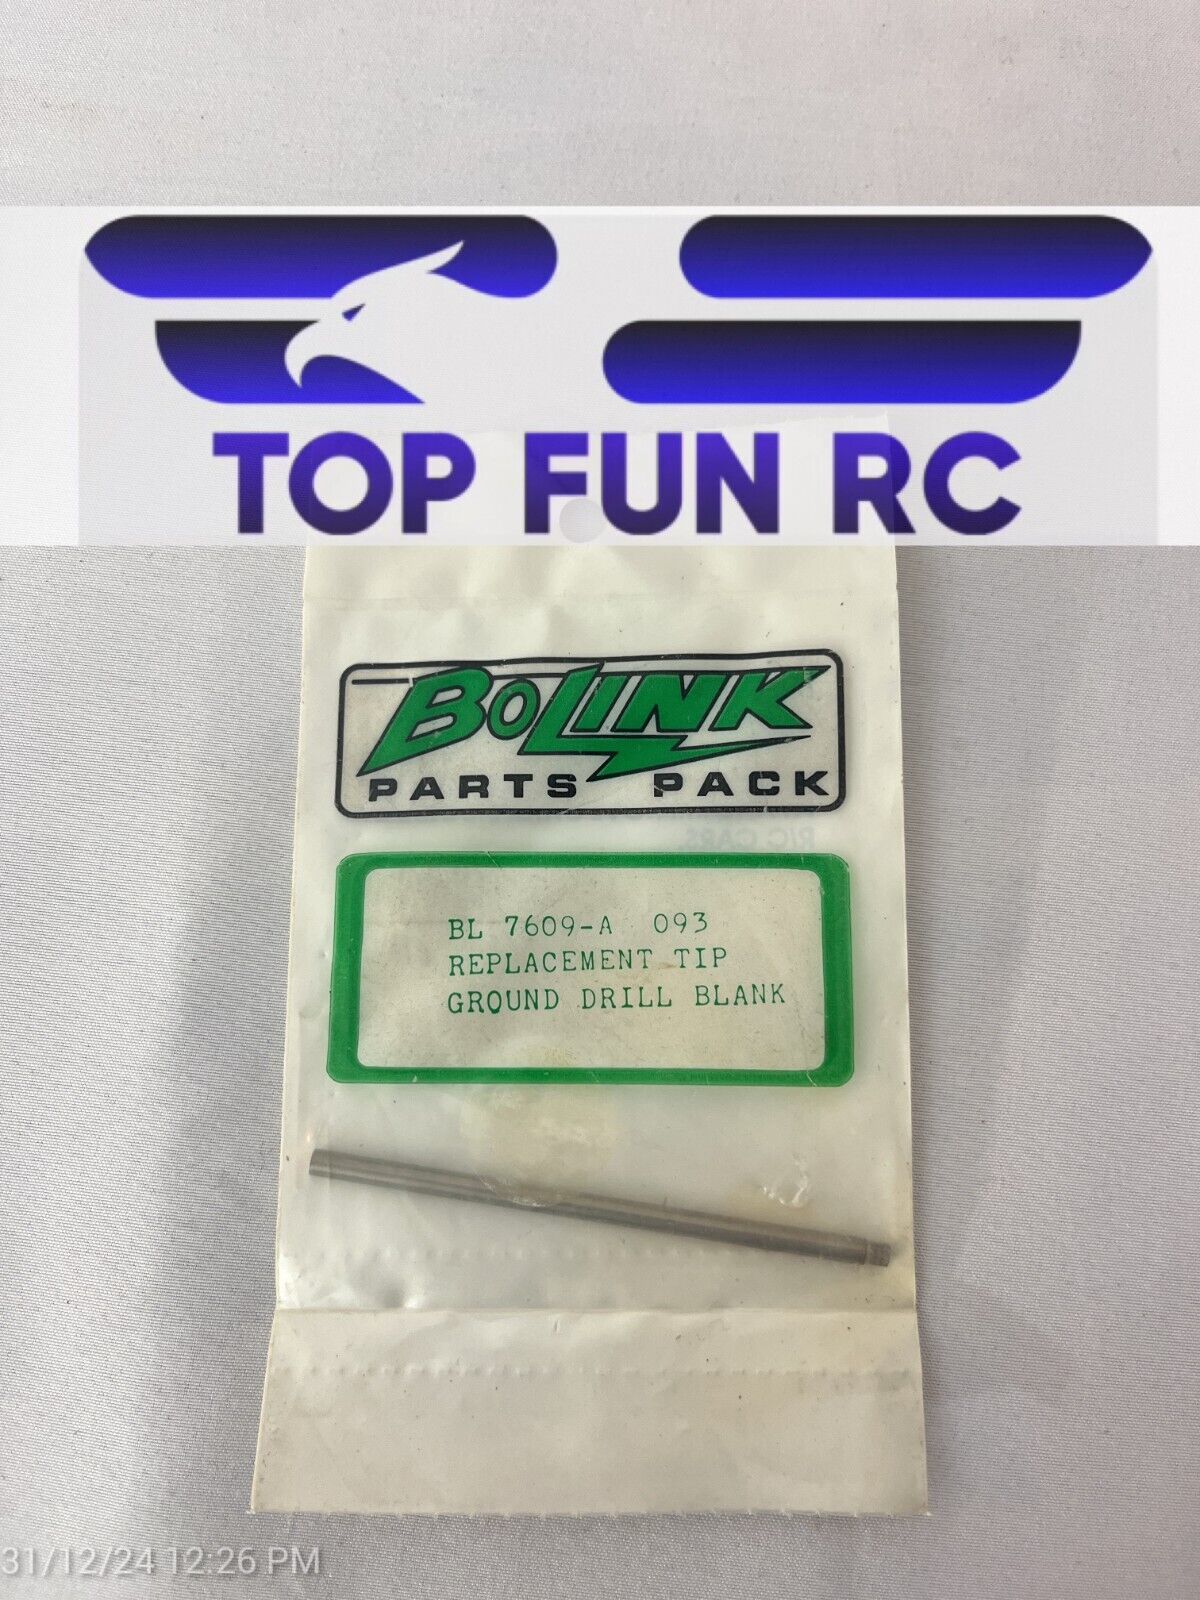 TOP FUN RC
BOLINK
PARTS PACK
R/C CARS.
BL 7609-A 093
REPLACEMENT TIP
GROUND DRILL BLANK
31/12/24 12:26 PM